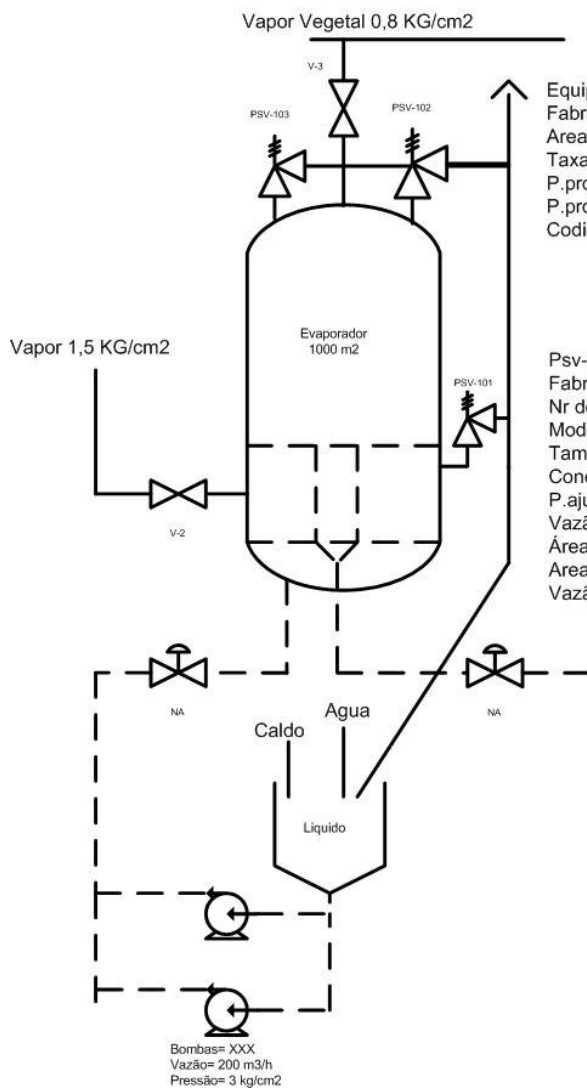 Vapor Vegetal 0,8 KG/cm2
V-3
PSV-103
PSV-102
Equip
Fabr
Area
Taxa
P.pro
P.pro
Codi
Evaporador
1000 m2
Vapor 1,5 KG/cm2
PSV-101
Psv-
Fabr
Nr de
Mode
Tam
Cone
P.aju
Vazã
Área
Area
Vazã
V-2
NA
NA
Agua
Caldo
Liquido
Bombas= XXX
Vazão= 200 m3/h
Pressão= 3 kg/cm2